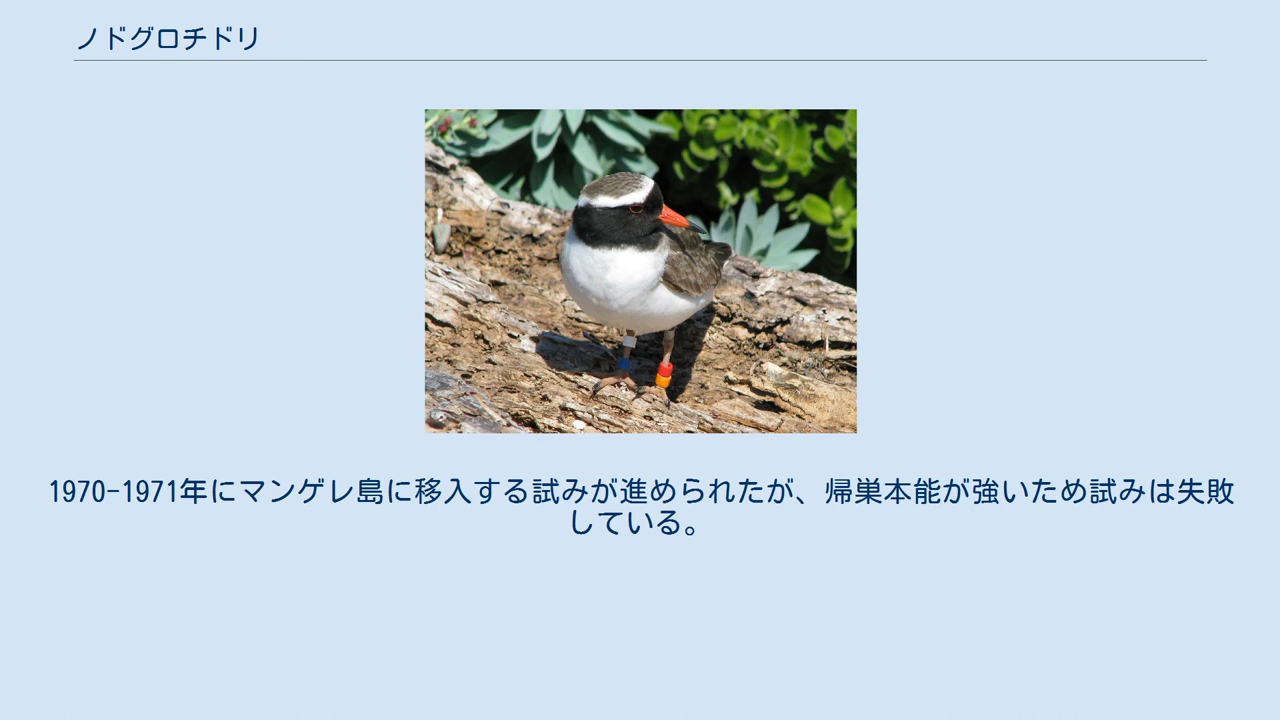 ノドグロチドリ
1970-1971年にマンゲレ島に移入する試みが進められたが、帰巣本能が強いため試みは失敗
している。